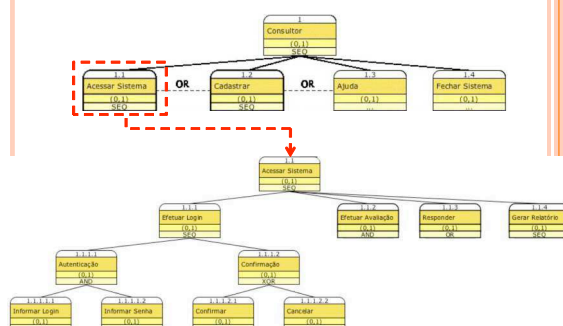 1
Consultor
(0,1)
SEQ
1.1
Acessar Sistema
(0,1)
SEQ
OR
1.2
Cadastrar
(0,1)
SEQ
OR
1.3
Ajuda
(0,1)
...
1.4
Fechar Sistema
(0,1)
...
1.1
Acessar Sistema
(0,1)
SEQ
1.1.1
Efetuar Login
(0,1)
SEQ
1.1.2
Efetuar Avaliação
(0,1)
AND
1.1.3
Responder
(0,1)
OR
1.1.4
Gerar Relatório
(0,1)
SEQ
1.1.1.1
Autenticação
(0,1)
AND
1.1.1.2
Confirmação
(0,1)
XOR
1.1.1.1.1
Informar Login
(0,1)
1.1.1.1.2
Informar Senha
(0,1)
1.1.1.2.1
Confirmar
(0,1)
1.1.1.2.2
Cancelar
(0,1)